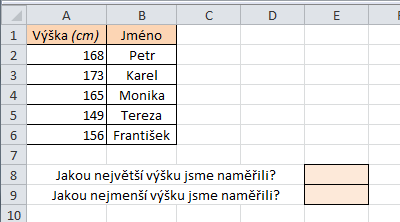 A B C D E F
1 Výška (cm) Jméno
2 168 Petr
3 173 Karel
4 165 Monika
5 149 Tereza
6 156 František
7
8 Jakou největší výšku jsme naměřili?
9 Jakou nejmenší výšku jsme naměřili?
10